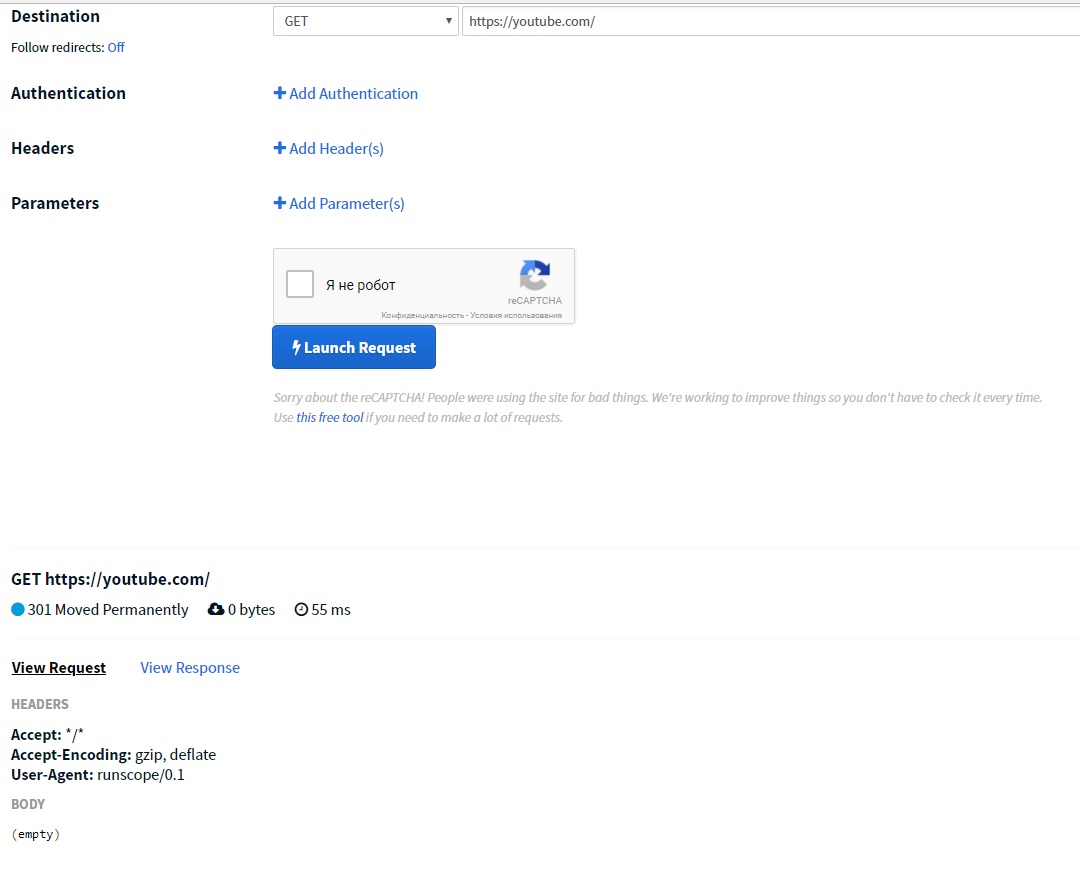 Destination
GET
https://youtube.com/
Follow redirects: Off
Authentication
Add Authentication
Headers
Add Header(s)
Parameters
Add Parameter(s)
Я не робот
reCAPTCHA
Конфиденциальность - Условия использования
Launch Request
Sorry about the reCAPTCHA! People were using the site for bad things. We're working to improve things so you don't have to check it every time.
Use this free tool if you need to make a lot of requests.
GET https://youtube.com/
301 Moved Permanently 0 bytes 55 ms
View Request View Response
HEADERS
Accept: */*
Accept-Encoding: gzip, deflate
User-Agent: runscope/0.1
BODY
(empty)